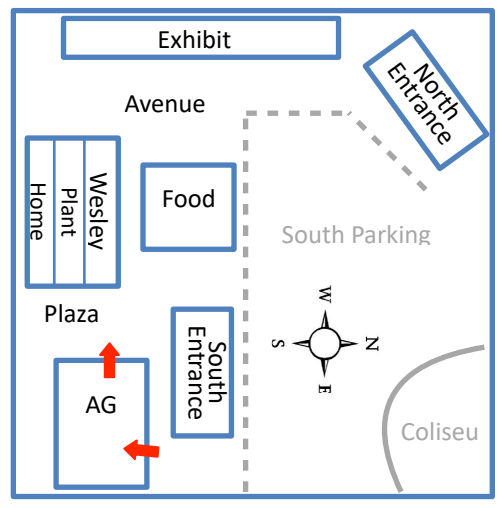 Exhibit
North
Entrance
Avenue
Wesley
Plant
Home
Food
South Parking
Plaza
South
Entrance
W
N
S
E
AG
Coliseu